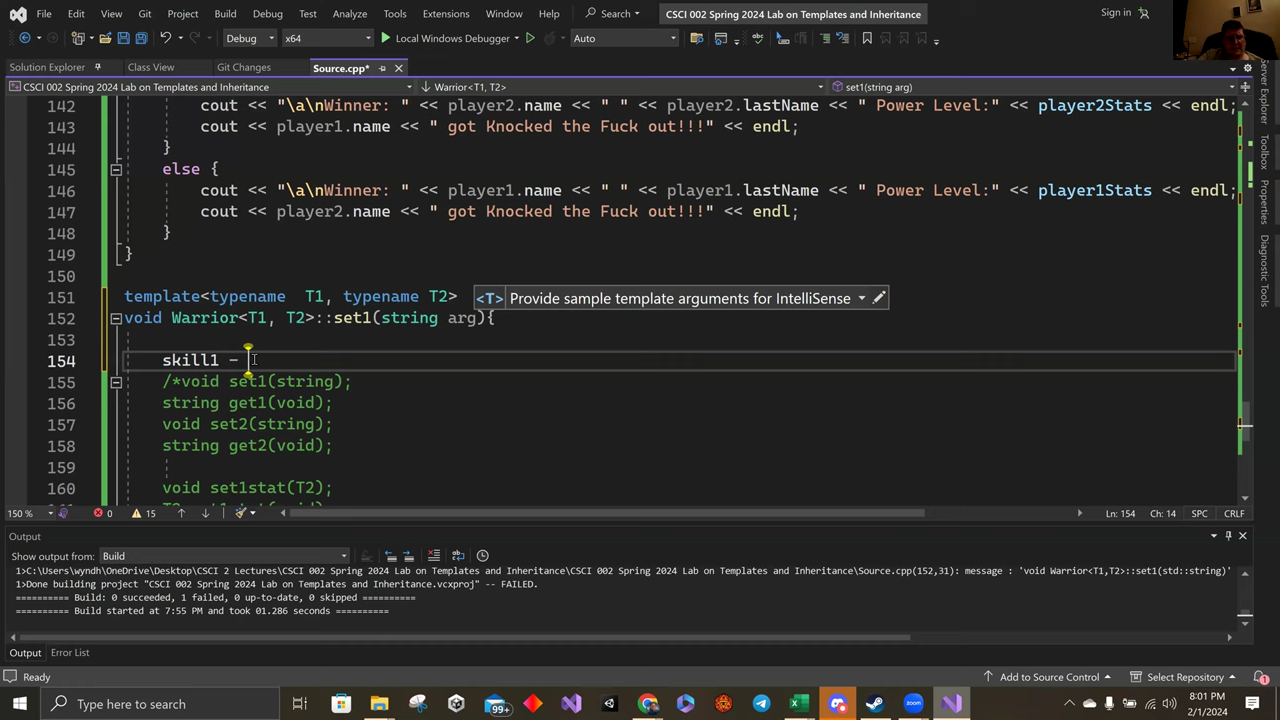 File Edit View Git Project Build Debug Test Analyze Tools Extensions Window Help Search CSCI 002 Spring 2024 Lab on Templates and Inheritance Sign in
Debug x64 Local Windows Debugger Auto
Solution Explorer Class View Git Changes Source.cpp*
CSCI 002 Spring 2024 Lab on Templates and Inheritance Warrior<T1, T2> set1(string arg)
142 cout << "\a\nWinner: " << player2.name << " " << player2.lastName << " Power Level:" << player2Stats << endl;
143 cout << player1.name << " got Knocked the Fuck out!!!" << endl;
144 }
145 else {
146 cout << "\a\nWinner: " << player1.name << " " << player1.lastName << " Power Level:" << player1Stats << endl;
147 cout << player2.name << " got Knocked the Fuck out!!!" << endl;
148 }
149 }
150
151 template<typename T1, typename T2> <T> Provide sample template arguments for IntelliSense
152 void Warrior<T1, T2>::set1(string arg){
153
154 skill1 -
155 /*void set1(string);
156 string get1(void);
157 void set2(string);
158 string get2(void);
159
160 void set1stat(T2);
150 % 0 15 Ln: 154 Ch: 14 SPC CRLF
Output
Show output from: Build
1>C:\Users\wyndh\OneDrive\Desktop\CSCI 2 Lectures\CSCI 002 Spring 2024 Lab on Templates and Inheritance\CSCI 002 Spring 2024 Lab on Templates and Inheritance\Source.cpp(152,31): message : 'void Warrior<T1,T2>::set1(std::string)'
1>Done building project "CSCI 002 Spring 2024 Lab on Templates and Inheritance.vcxproj" -- FAILED.
========== Build: 0 succeeded, 1 failed, 0 up-to-date, 0 skipped ==========
========== Build started at 7:55 PM and took 01.286 seconds ==========
Output Error List
Ready Add to Source Control Select Repository 1
Type here to search 99+ 8:01 PM
2/1/2024
Server Explorer
Toolbox
Properties
Diagnostic Tools